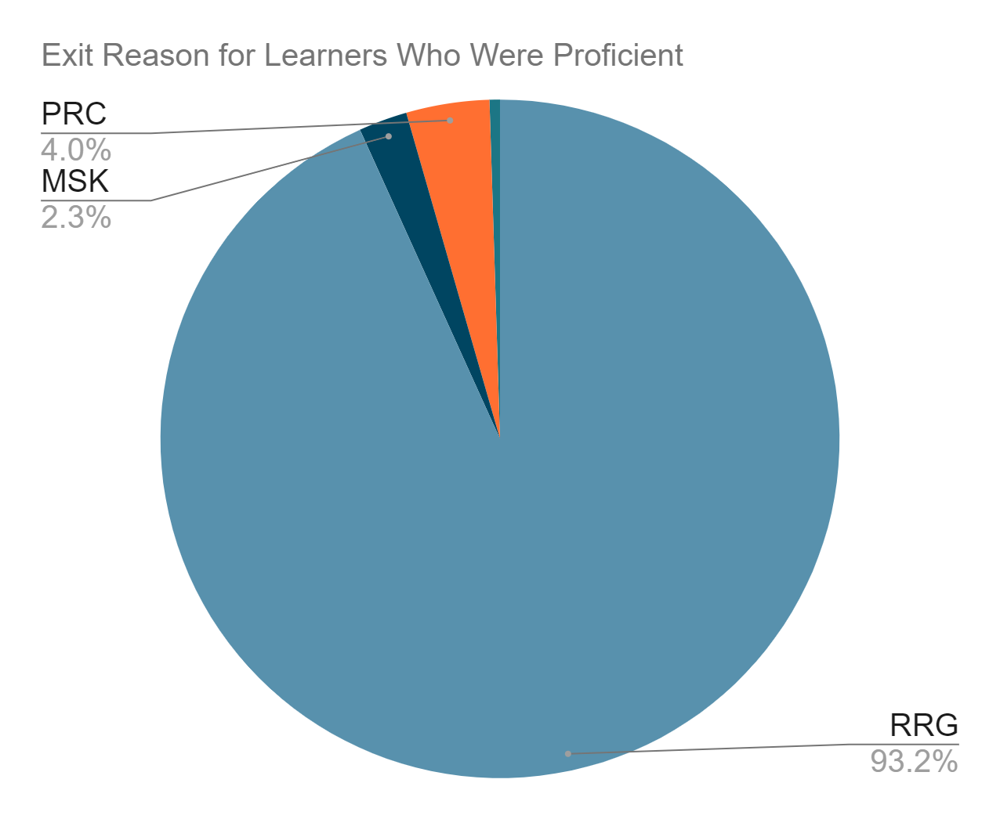 Exit Reason for Learners Who Were Proficient
PRC
4.0%
MSK
2.3%
RRG
93.2%